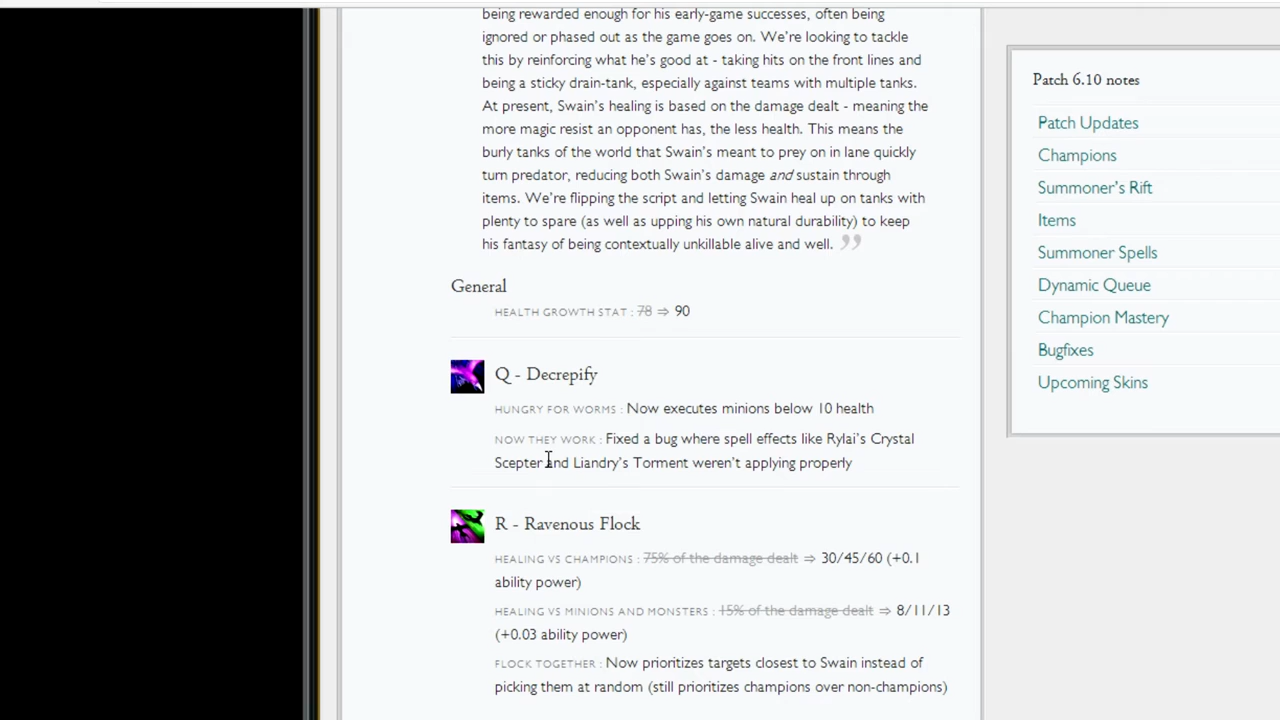 being rewarded enough for his early-game successes, often being
ignored or phased out as the game goes on. We’re looking to tackle
this by reinforcing what he’s good at - taking hits on the front lines and
being a sticky drain-tank, especially against teams with multiple tanks.
At present, Swain’s healing is based on the damage dealt - meaning the
more magic resist an opponent has, the less health. This means the
burly tanks of the world that Swain’s meant to prey on in lane quickly
turn predator, reducing both Swain’s damage and sustain through
items. We’re flipping the script and letting Swain heal up on tanks with
plenty to spare (as well as upping his own natural durability) to keep
his fantasy of being contextually unkillable alive and well. ”
General
HEALTH GROWTH STAT : 78 ⇒ 90
Q - Decrepify
HUNGRY FOR WORMS : Now executes minions below 10 health
NOW THEY WORK : Fixed a bug where spell effects like Rylai’s Crystal
Scepter and Liandry’s Torment weren’t applying properly
R - Ravenous Flock
HEALING VS CHAMPIONS : 75% of the damage dealt ⇒ 30/45/60 (+0.1
ability power)
HEALING VS MINIONS AND MONSTERS : 15% of the damage dealt ⇒ 8/11/13
(+0.03 ability power)
FLOCK TOGETHER : Now prioritizes targets closest to Swain instead of
picking them at random (still prioritizes champions over non-champions)
Patch 6.10 notes
Patch Updates
Champions
Summoner’s Rift
Items
Summoner Spells
Dynamic Queue
Champion Mastery
Bugfixes
Upcoming Skins